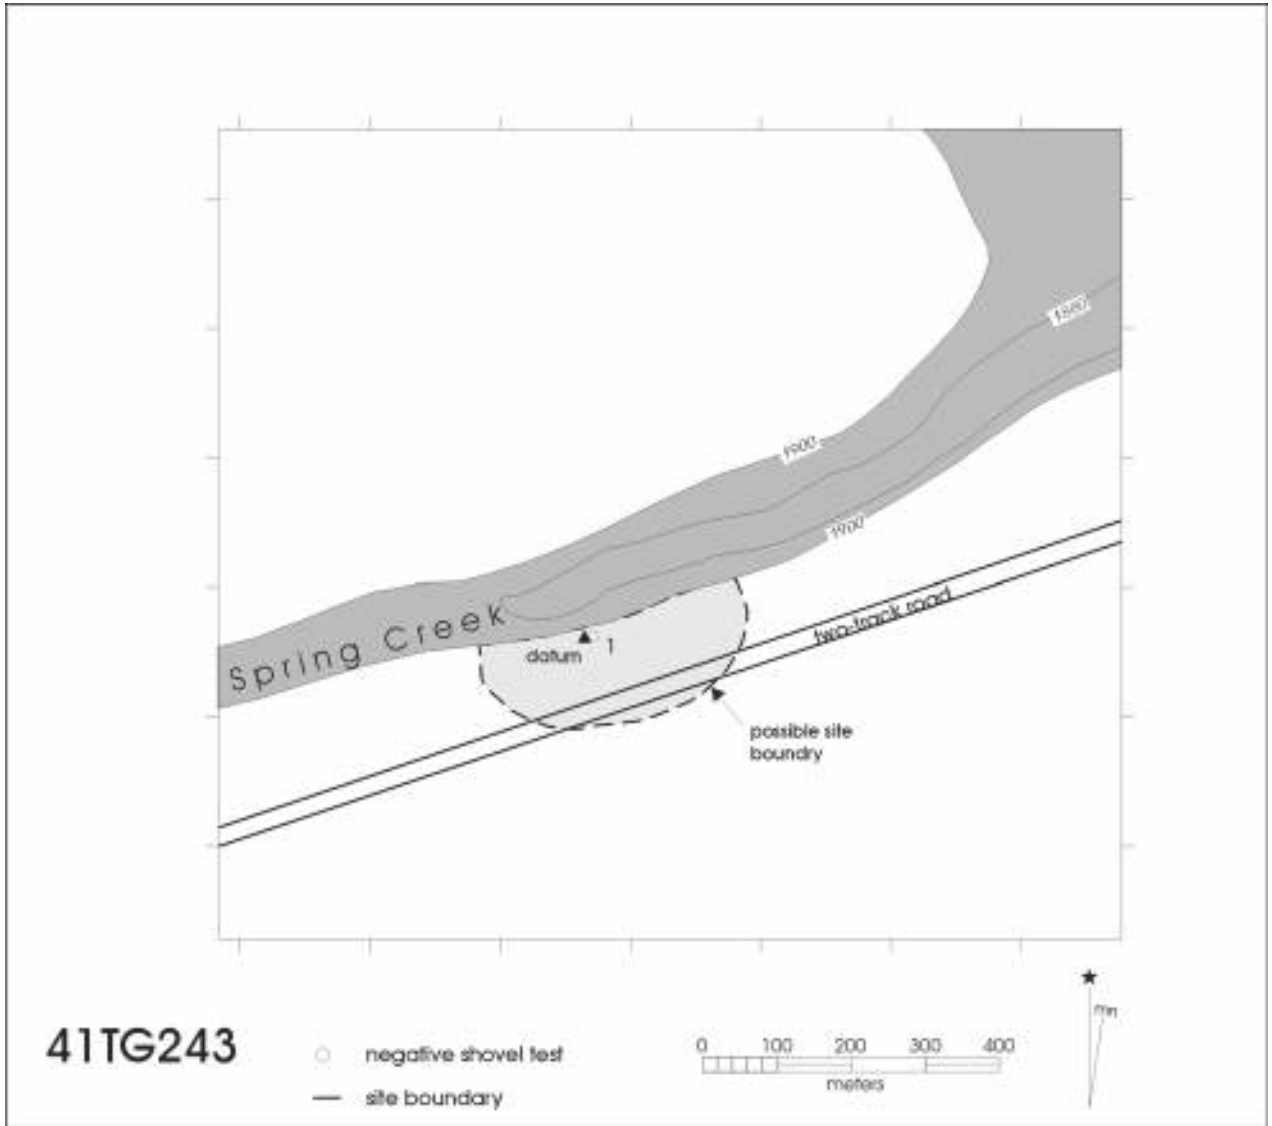 1880
1900
1900
Spring Creek
datum
1
two-track road
possible site
boundry
mn
41TG243
negative shovel test
site boundary
0 100 200 300 400
meters